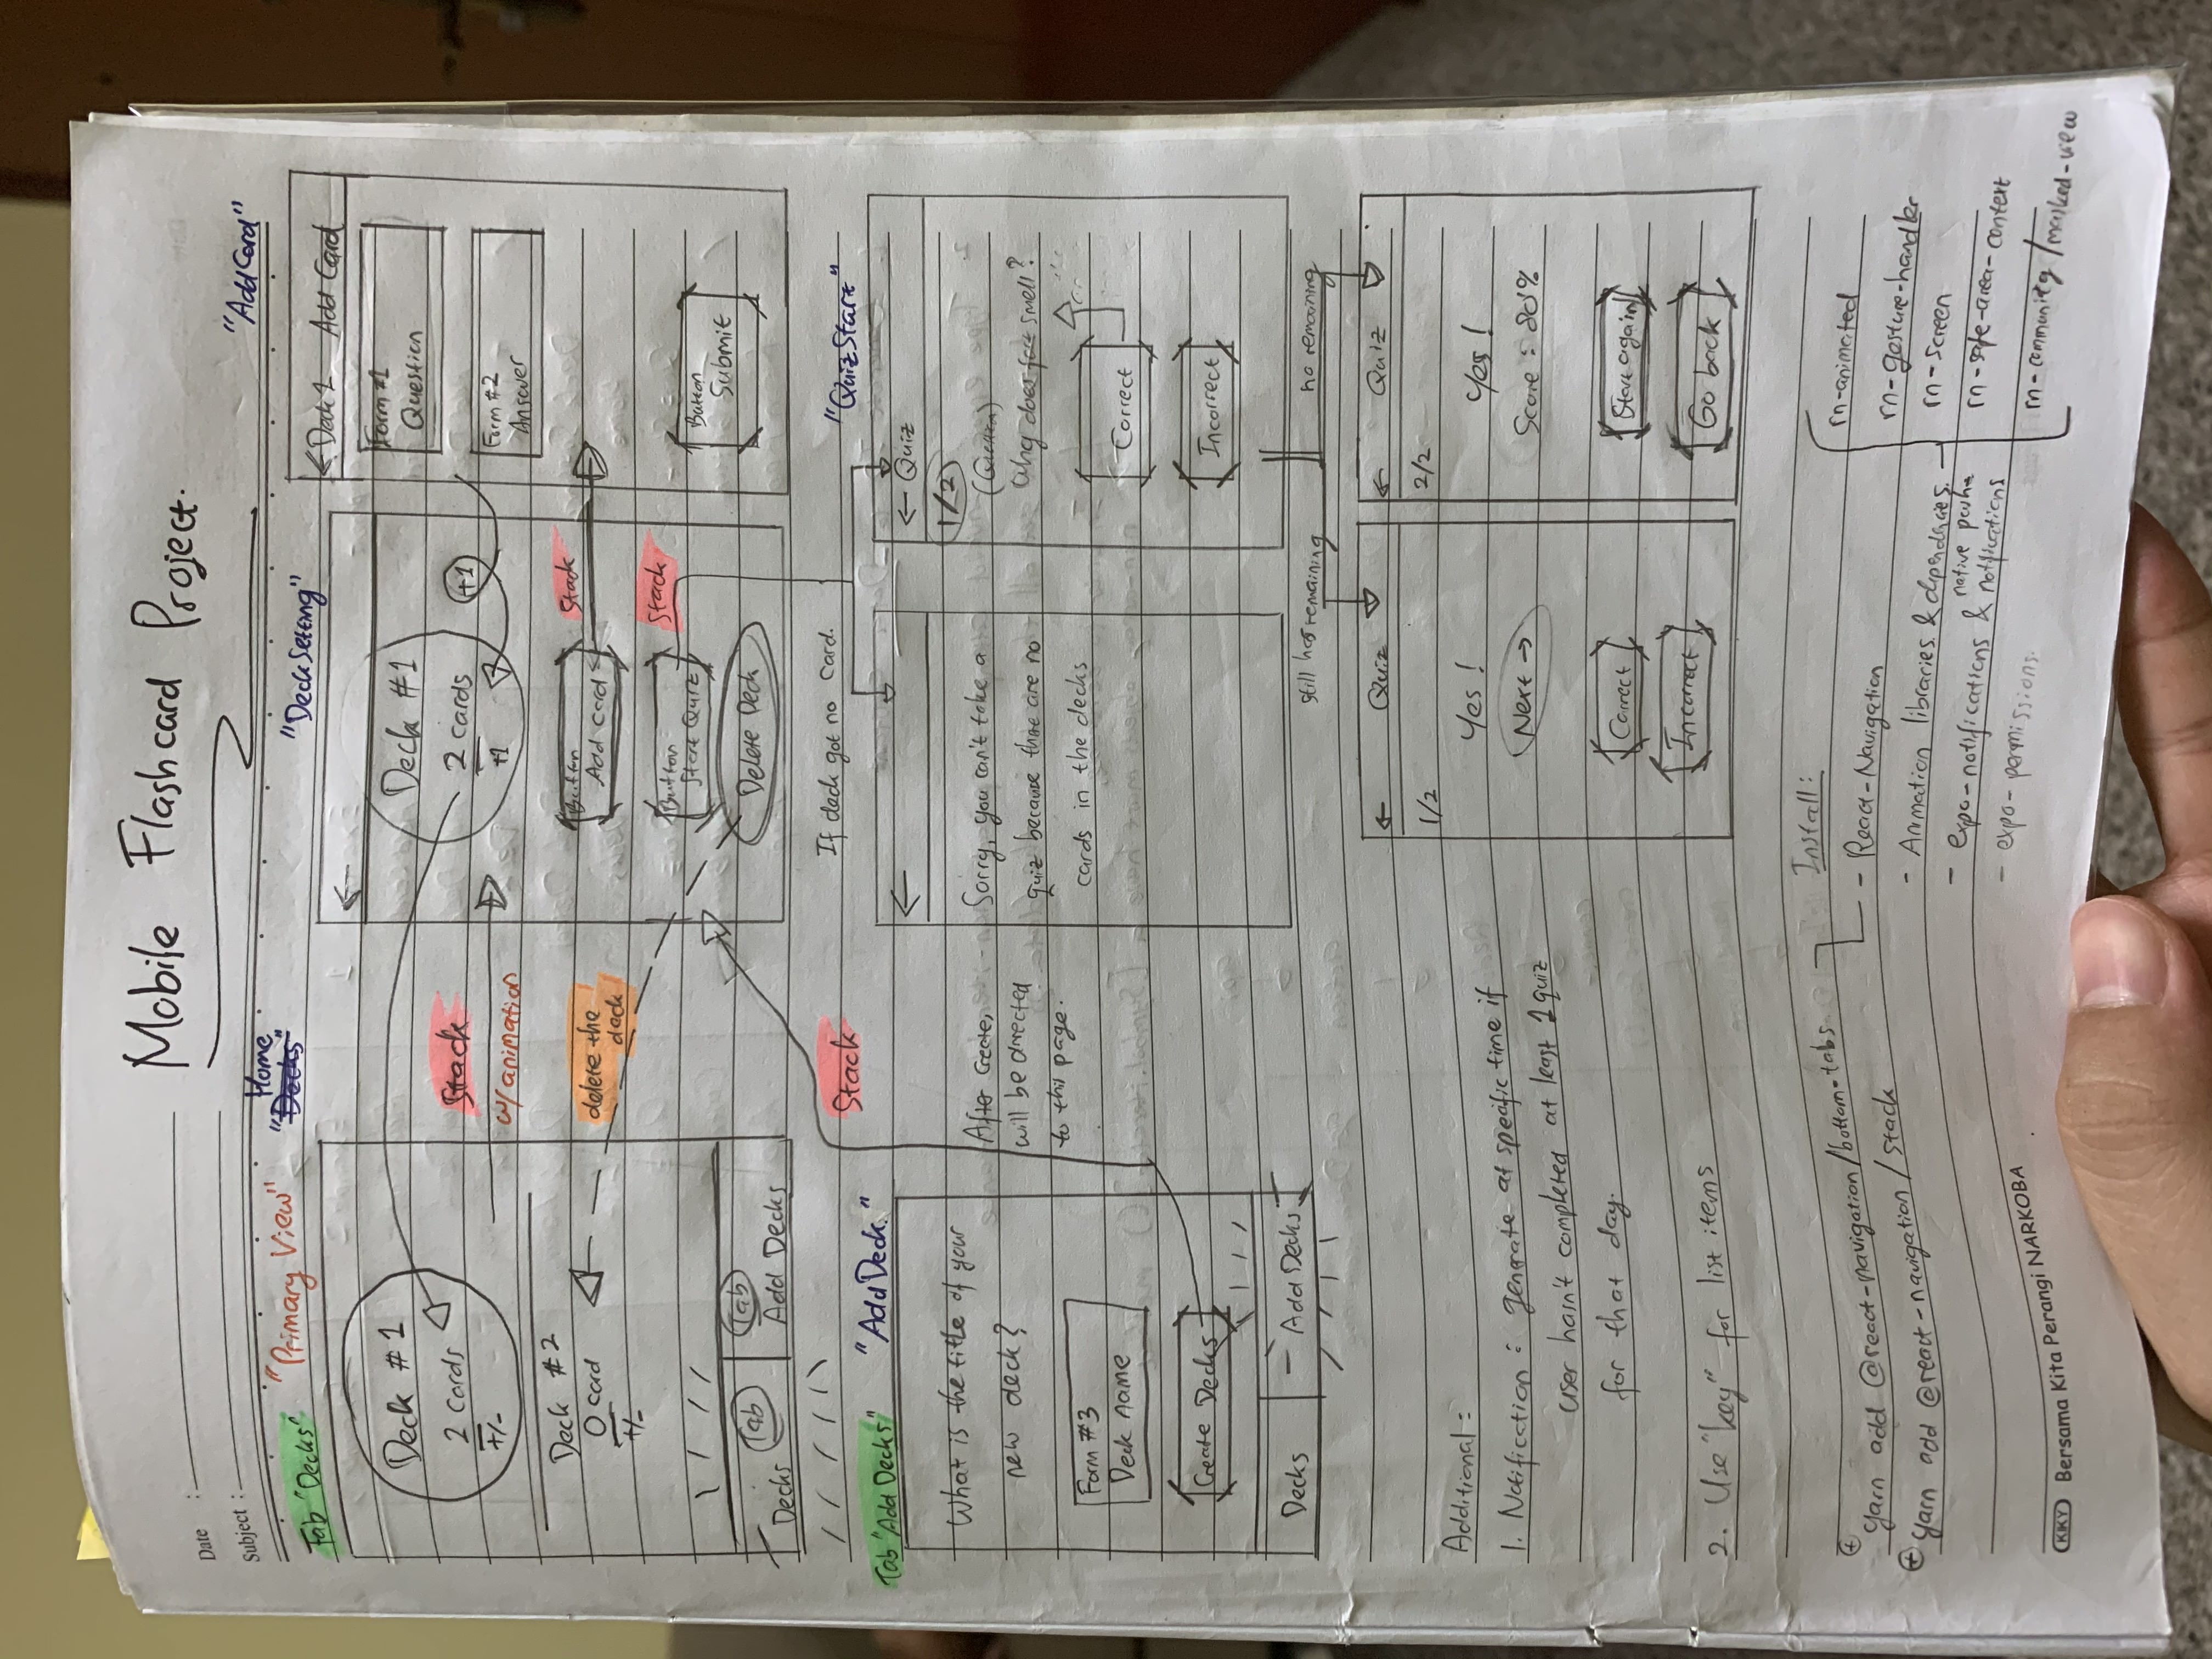 Mobile Flashcard Project.
Date :
Subject :
Tab "Decks"
"Primary View"
Home
"Decks"
"DeckSetting"
"AddCard"
Deck #1
2 cards
+/-
Deck #2
0 card
+/-
Decks
Tab
Tab
Add Decks
Stack
w/ animation
delete the
deck
←
Deck #1
2 cards
+1
+1
Button
Add card
Stack
Button
Start Quiz
Stack
Delete Deck
← Deck 1 Add Card
Form #1
Question
Form #2
Answer
Button
Submit
Tab "Add Decks"
"AddDeck."
Stack
What is the title of your
new deck?
Form #3
Deck name
Create Decks
Decks
Add Decks
After create,
will be directed
to this page.
If deck got no card.
←
Sorry, you can't take a
quiz because there are no
cards in the decks
"QuizStart"
← Quiz
1/2
(Question)
Why does fart smell?
Correct
Incorrect
still has remaining
no remaining
← Quiz
1/2
Yes!
Next →
Correct
Incorrect
← Quiz
2/2
Yes!
Score : 80%
Start again
Go back
Additional :
1. Notification : generate at specific time if
user hasn't completed at least 1 quiz
for that day.
2. Use "key" for list items
+ yarn add @react-navigation/bottom-tabs
+ yarn add @react-navigation/stack
Install :
- React-Navigation
- Animation libraries & dependencies.
- expo-notifications & native push
notifications
- expo-permissions.
rn-animated
rn-gesture-handler
rn-screen
rn-safe-area-context
rn-community/masked-view
KIKY Bersama Kita Perangi NARKOBA